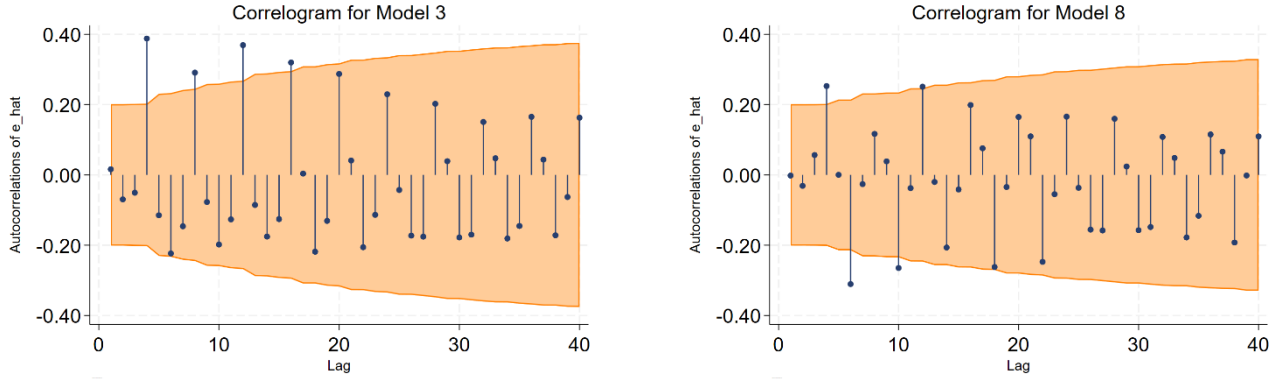 Correlogram for Model 3
Autocorrelations of e_hat
0.40
0.20
0.00
-0.20
-0.40
0 10 20 30 40
Lag
Correlogram for Model 8
Autocorrelations of e_hat
0.40
0.20
0.00
-0.20
-0.40
0 10 20 30 40
Lag